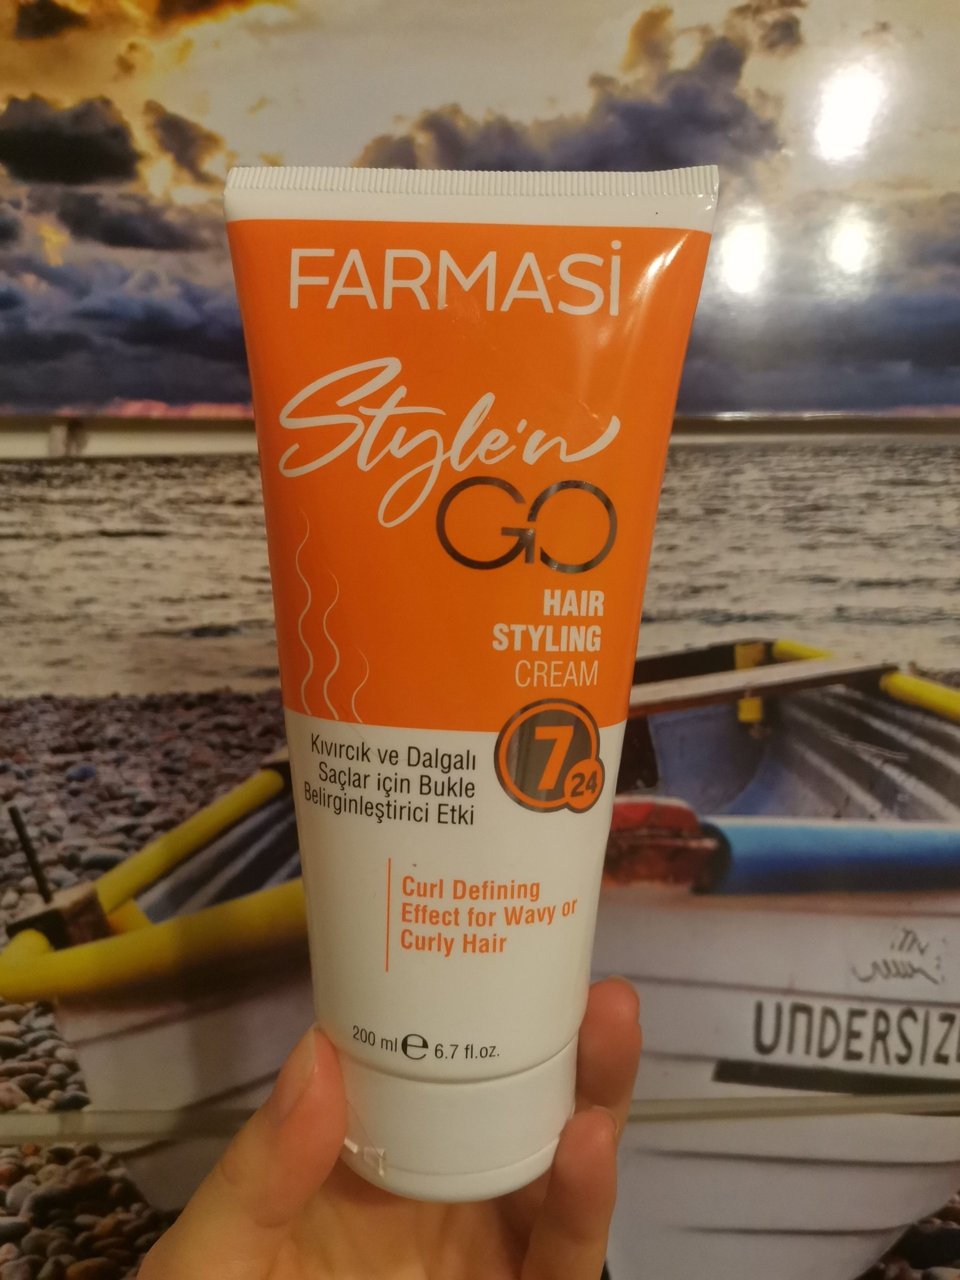 FARMASİ
Style'n
GO
HAIR
STYLING
CREAM
7
24
Kıvırcık ve Dalgalı
Saçlar için Bukle
Belirginleştirici Etki
Curl Defining
Effect for Wavy or
Curly Hair
200 ml ℮ 6.7 fl.oz.
UNDERSIZE